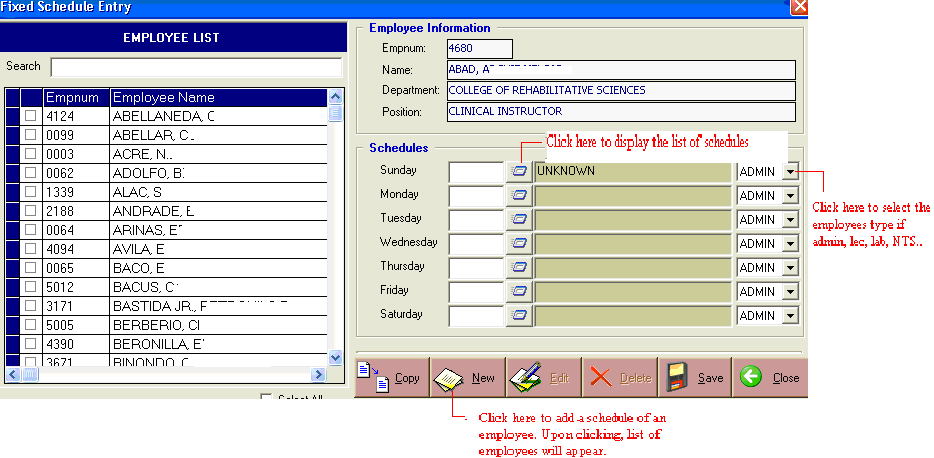 Fixed Schedule Entry
EMPLOYEE LIST
Search
Empnum Employee Name
4124 ABELLANEDA, C
0099 ABELLAR, C
0003 ACRE, N
0062 ADOLFO, B
1339 ALAC, S
2188 ANDRADE, E
0064 ARINAS, E
4094 AVILA, E
0065 BACO, E
5012 BACUS, C
3171 BASTIDA JR.,
5005 BERBERIO, C
4390 BERONILLA, E
3671 BINONDO,
Select All
Employee Information
Empnum: 4680
Name: ABAD, A
Department: COLLEGE OF REHABILITATIVE SCIENCES
Position: CLINICAL INSTRUCTOR
Click here to display the list of schedules
Schedules
Sunday UNKNOWN ADMIN
Monday ADMIN
Tuesday ADMIN
Wednesday ADMIN
Thursday ADMIN
Friday ADMIN
Saturday ADMIN
Click here to select the
employees type if
admin, lec, lab, NTS..
Copy New Edit Delete Save Close
Click here to add a schedule of an
employee. Upon clicking, list of
employees will appear.